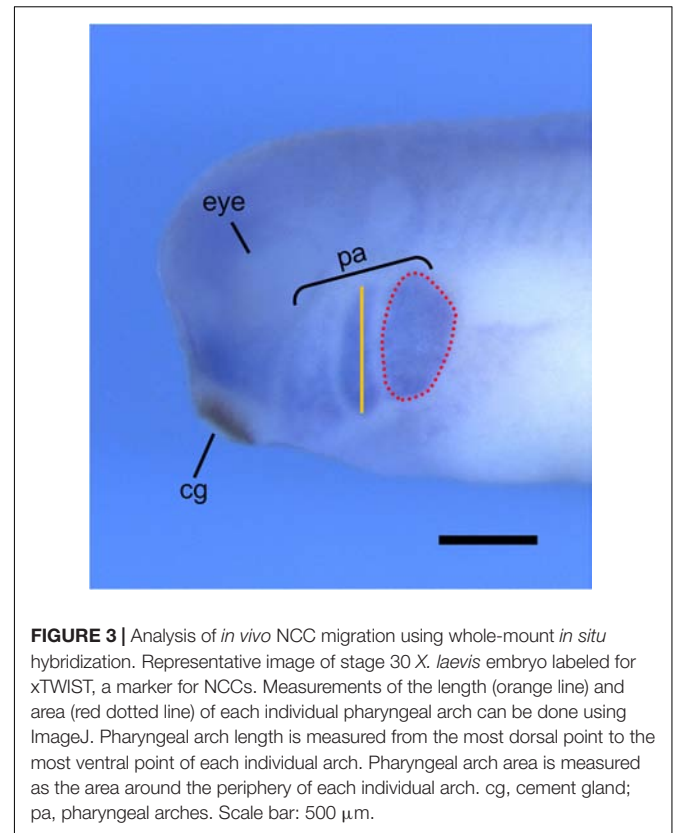 eye
pa
cg
FIGURE 3 | Analysis of in vivo NCC migration using whole-mount in situ
hybridization. Representative image of stage 30 X. laevis embryo labeled for
xTWIST, a marker for NCCs. Measurements of the length (orange line) and
area (red dotted line) of each individual pharyngeal arch can be done using
ImageJ. Pharyngeal arch length is measured from the most dorsal point to the
most ventral point of each individual arch. Pharyngeal arch area is measured
as the area around the periphery of each individual arch. cg, cement gland;
pa, pharyngeal arches. Scale bar: 500 μm.